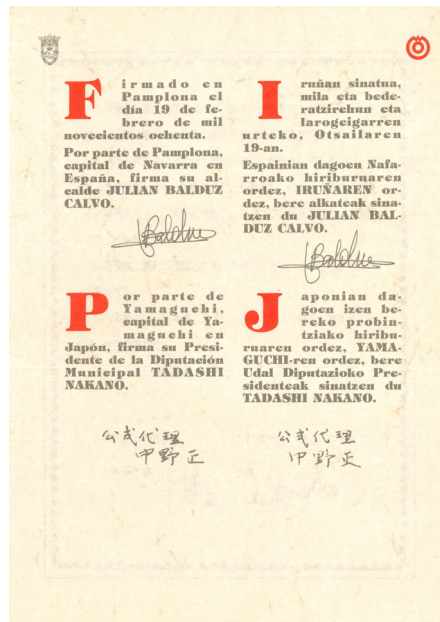 Firmado en
Pamplona el
día 19 de fe-
brero de mil
novecientos ochenta.
Por parte de Pamplona,
capital de Navarra en
España, firma su al-
calde JULIAN BALDUZ
CALVO.
Iruñan sinatua,
mila eta bede-
ratzirehun eta
larogeigarren
urteko, Otsailaren
19-an.
Espainian dagoen Nafa-
rroako hiriburuaren
ordez, IRUÑAREN or-
dez, bere alkateak sina-
tzen du JULIAN BAL-
DUZ CALVO.
Por parte de
Yamaguchi,
capital de Ya-
maguchi en
Japón, firma su Presi-
dente de la Diputación
Municipal TADASHI
NAKANO.
公式代理
中野正
Japonian da-
goen izen be-
reko probin-
tziako hiribu-
ruaren ordez, YAMA-
GUCHI-ren ordez, bere
Udal Diputazioko Pre-
sidenteak sinatzen du
TADASHI NAKANO.
公式代理
中野正